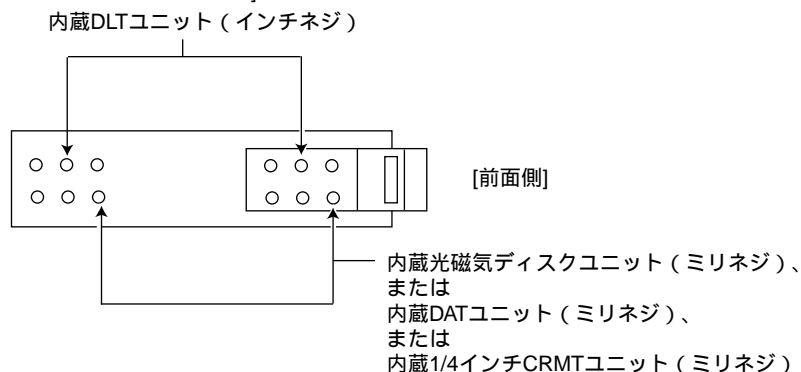 内蔵DLTユニット（インチネジ）
[前面側]
内蔵光磁気ディスクユニット（ミリネジ）、
または
内蔵DATユニット（ミリネジ）、
または
内蔵1/4インチCRMTユニット（ミリネジ）